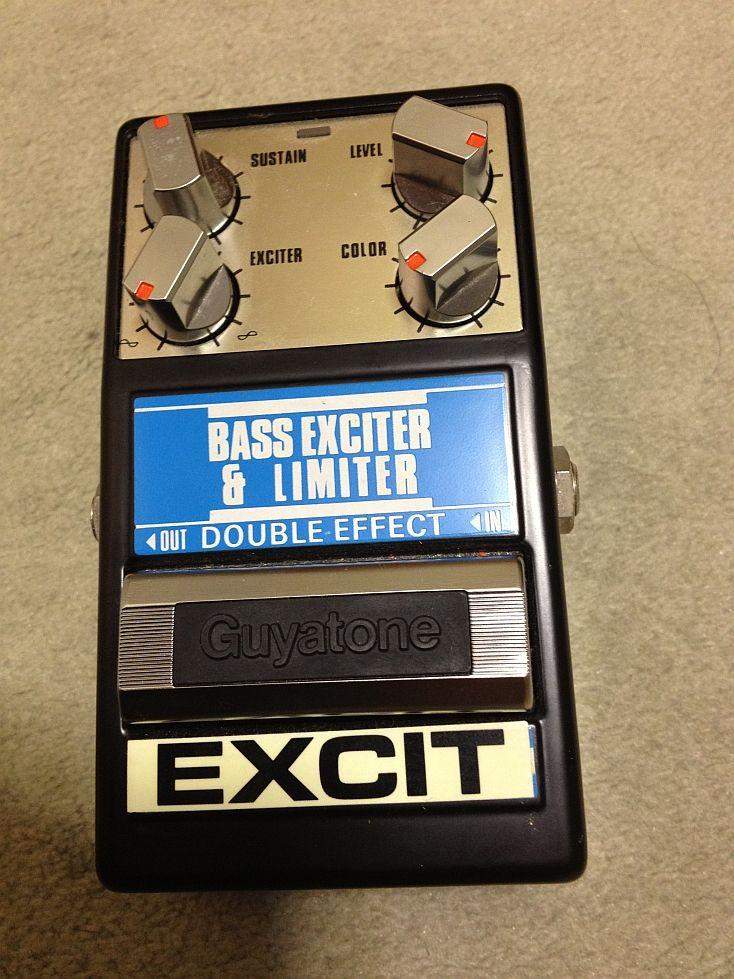 SUSTAIN LEVEL
EXCITER COLOR
∞ ∞
BASS EXCITER
& LIMITER
OUT DOUBLE EFFECT IN
Guyatone
EXCIT